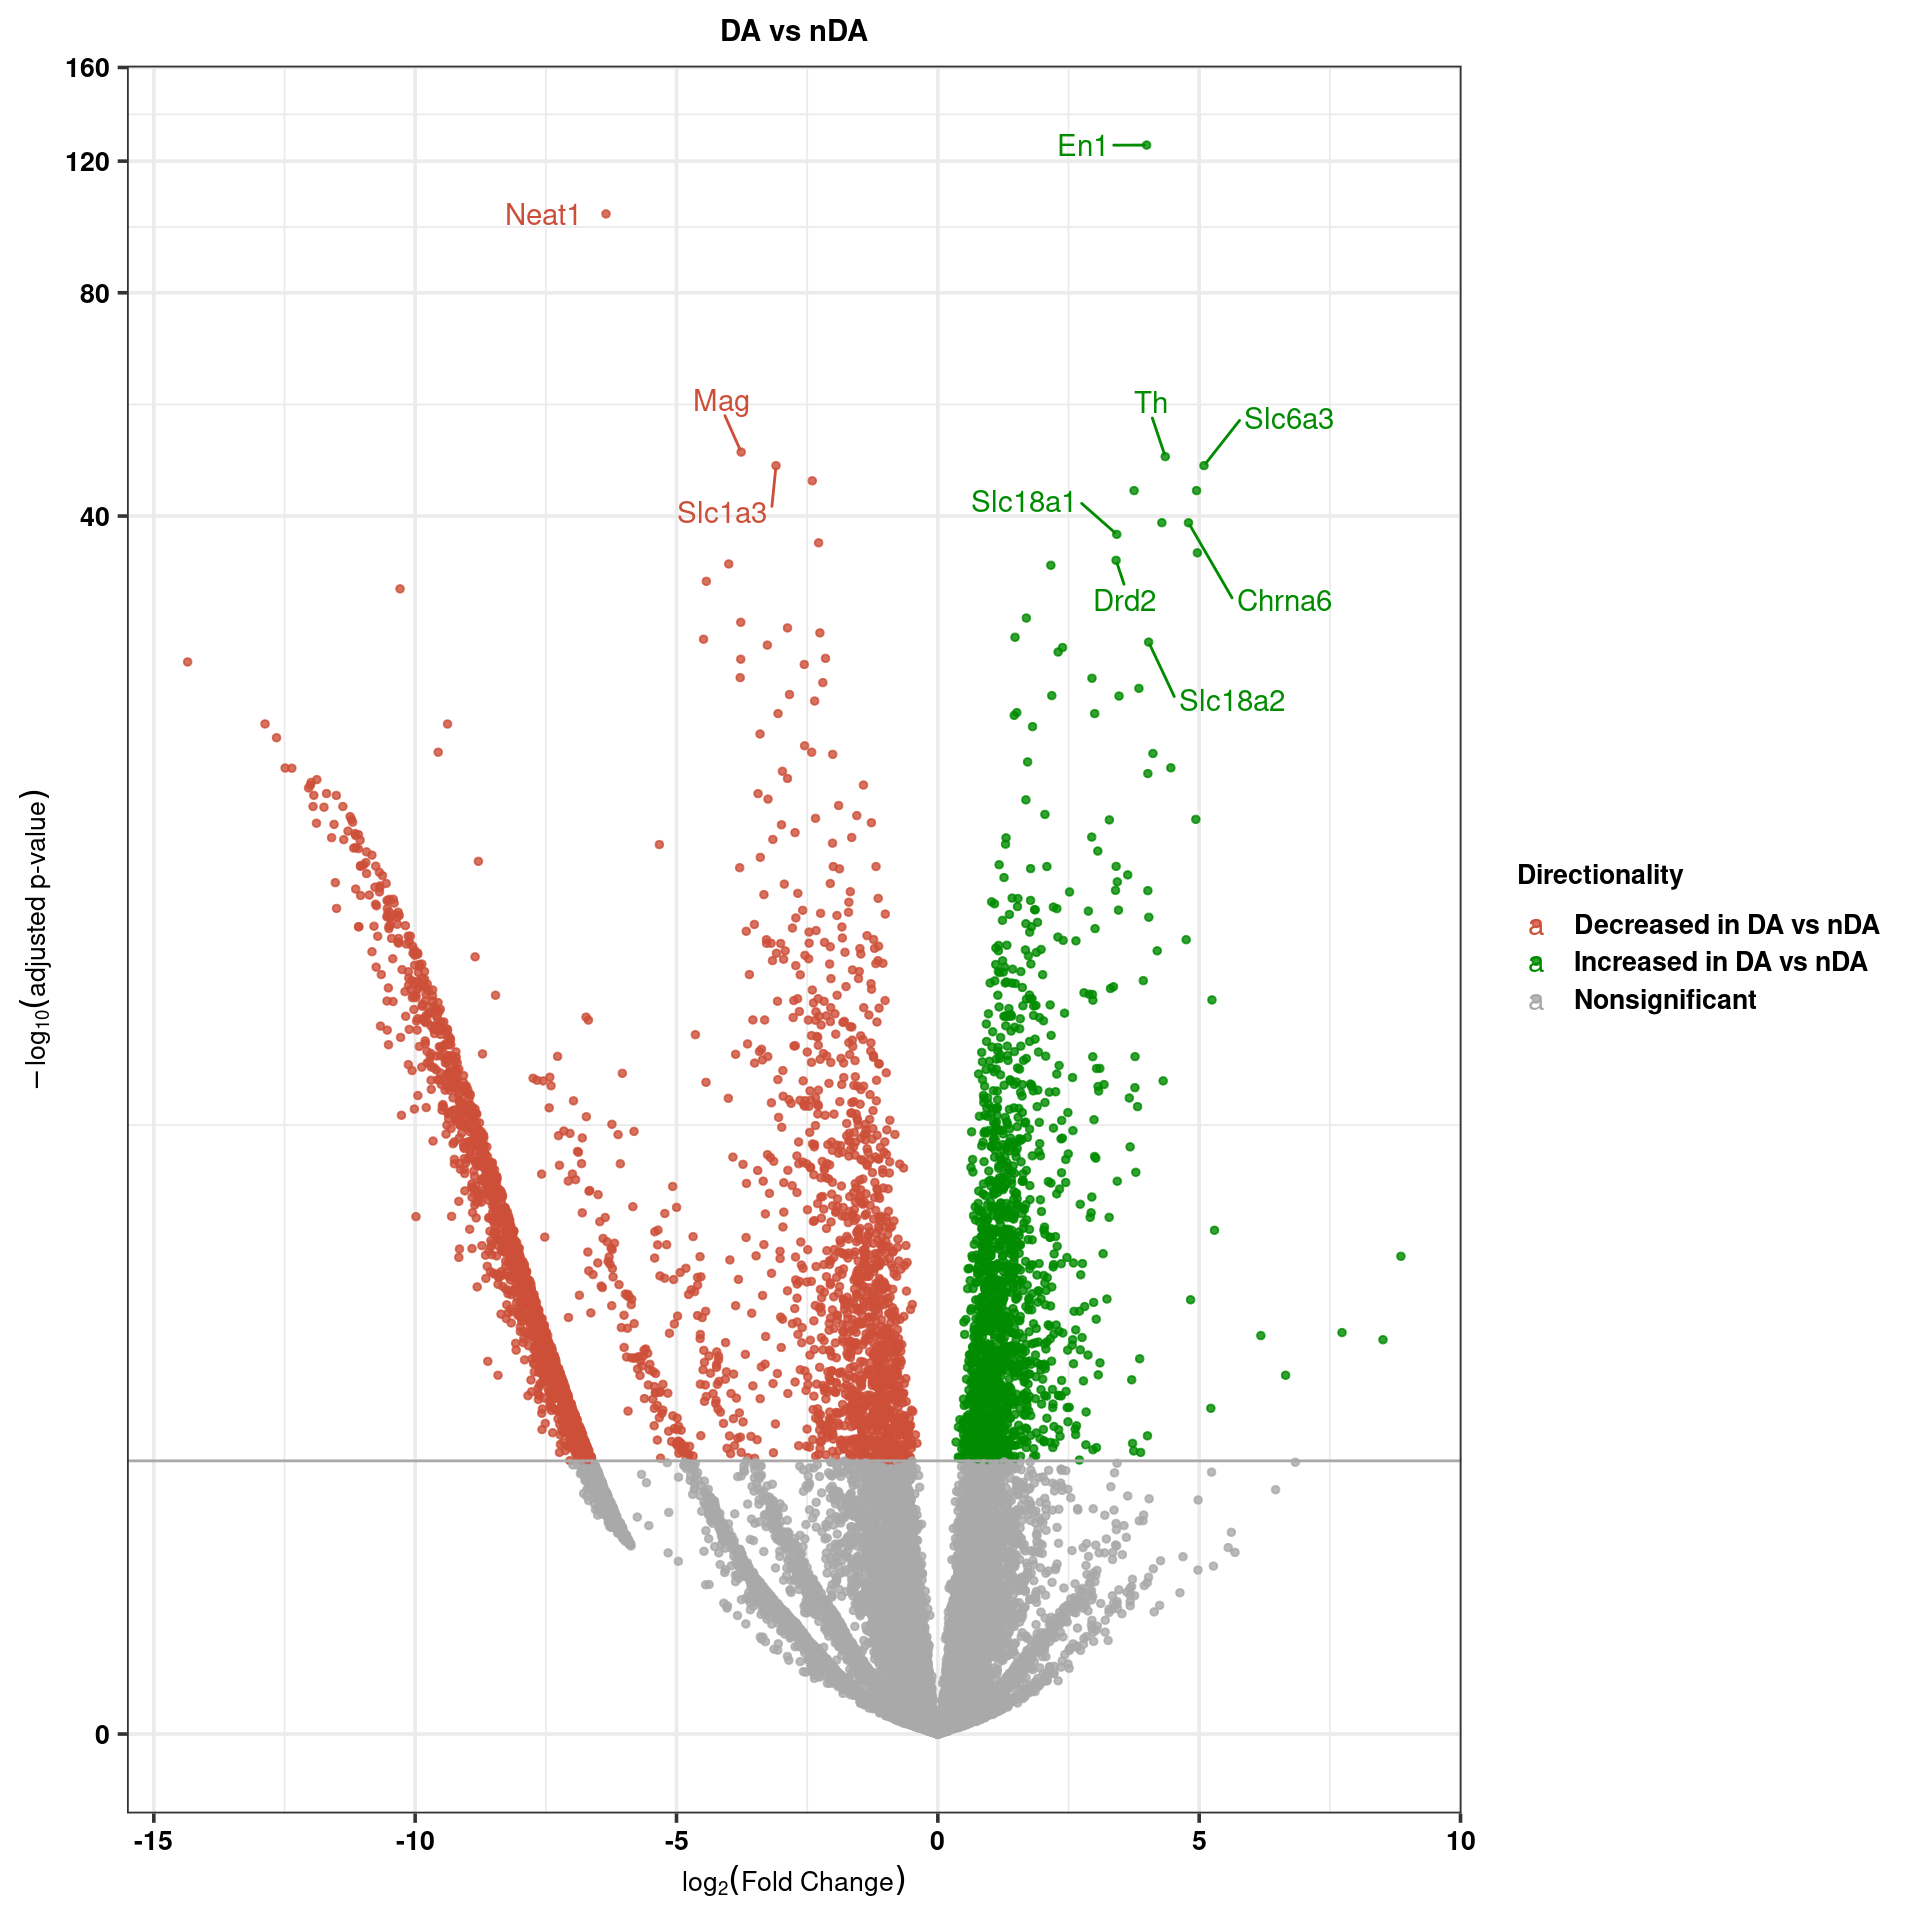 DA vs nDA
160
120
80
40
0
−log10(adjusted p-value)
En1
Neat1
Mag
Th
Slc6a3
Slc18a1
Slc1a3
Drd2
Chrna6
Slc18a2
-15
-10
-5
0
5
10
log2(Fold Change)
Directionality
a Decreased in DA vs nDA
a Increased in DA vs nDA
a Nonsignificant